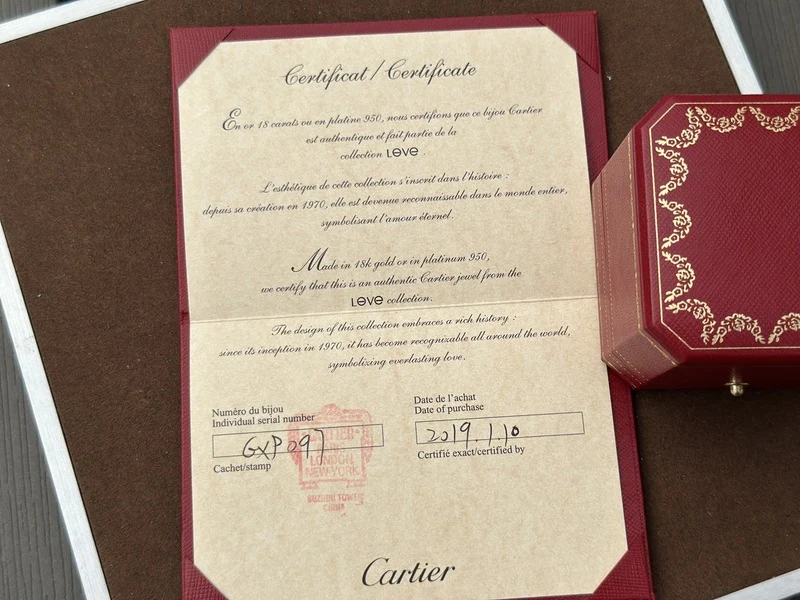 Certificat / Certificate
En or 18 carats ou en platine 950, nous certifions que ce bijou Cartier
est authentique et fait partie de la
collection LOVE .
L'esthétique de cette collection s'inscrit dans l'histoire :
depuis sa création en 1970, elle est devenue reconnaissable dans le monde entier,
symbolisant l'amour éternel.
Made in 18k gold or in platinum 950,
we certify that this is an authentic Cartier jewel from the
LOVE collection.
The design of this collection embraces a rich history :
since its inception in 1970, it has become recognizable all around the world,
symbolizing everlasting love.
Numéro du bijou
Individual serial number
GXP097
Cachet/stamp
CARTIER
LONDON
NEW-YORK
CHINA
Date de l'achat
Date of purchase
2019.1.10
Certifié exact/certified by
Cartier